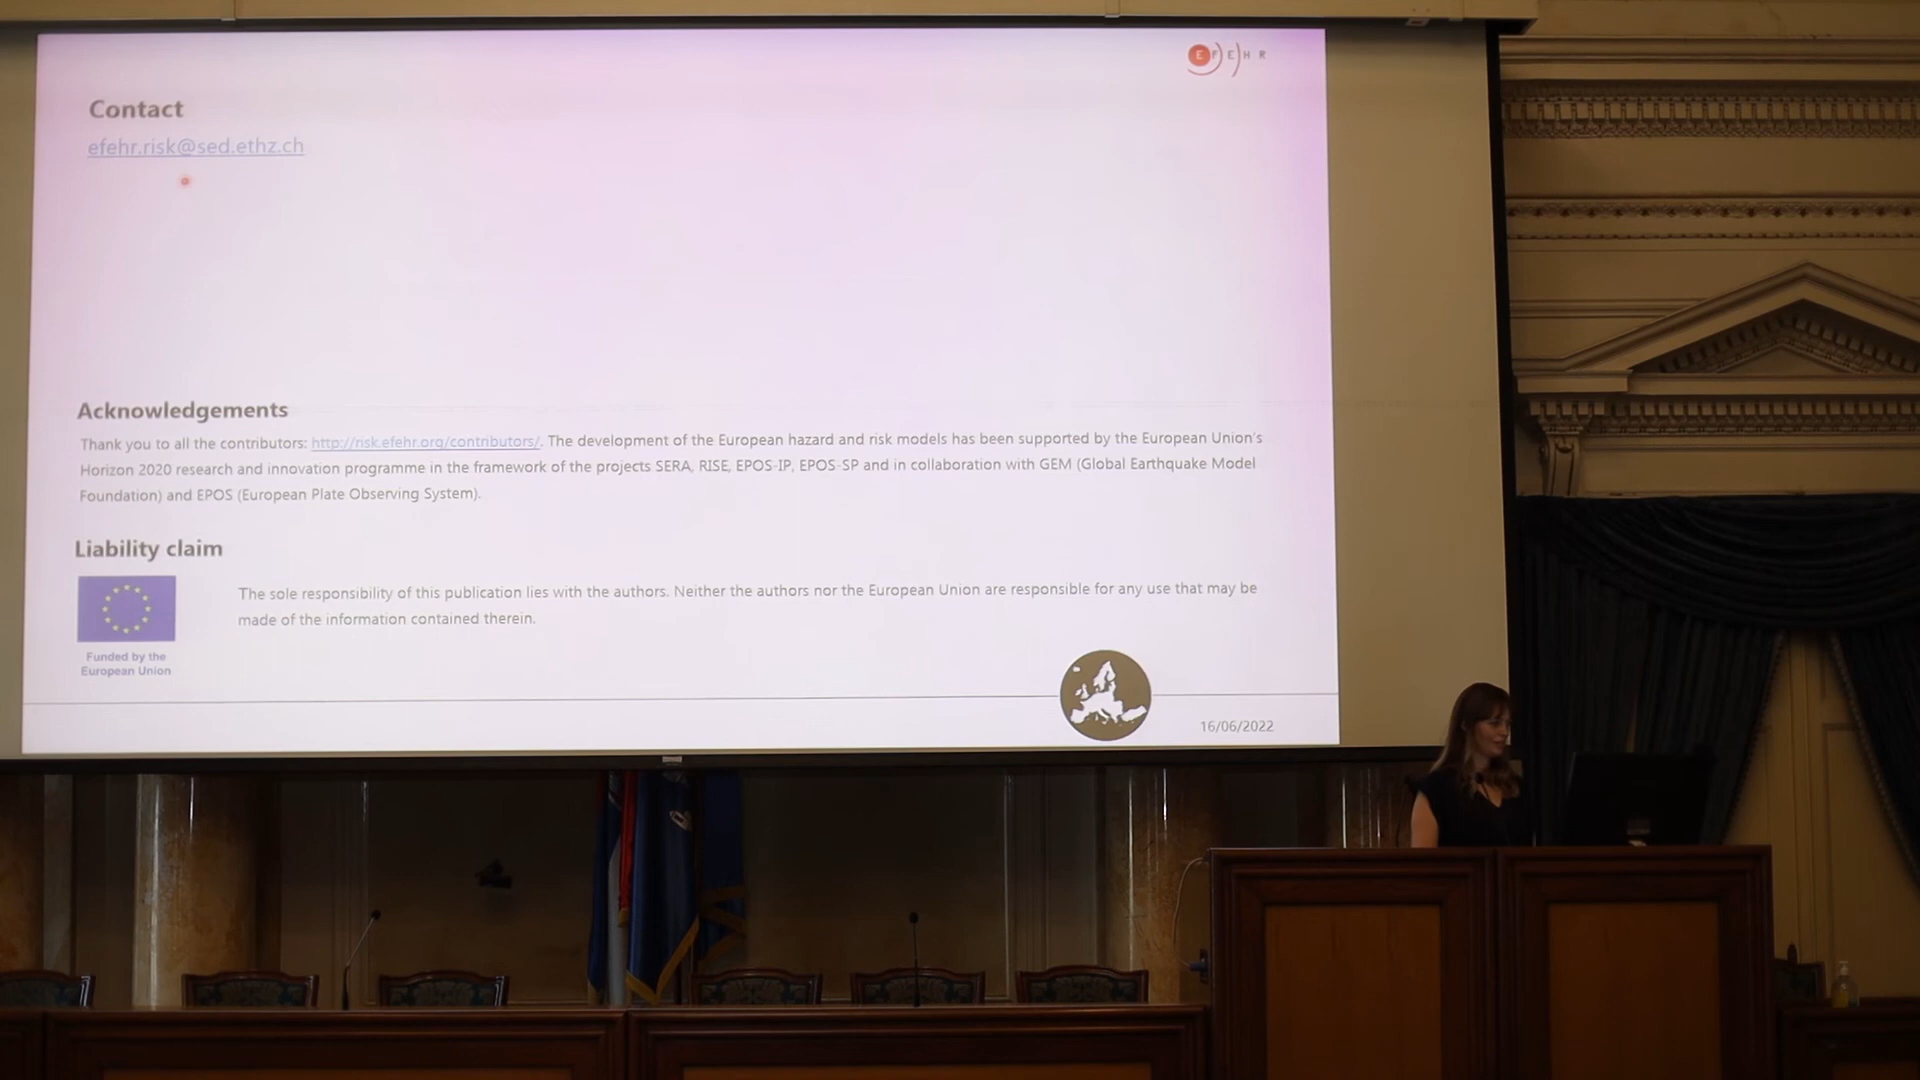 E F E H R
Contact
efehr.risk@sed.ethz.ch
Acknowledgements
Thank you to all the contributors: http://risk.efehr.org/contributors/. The development of the European hazard and risk models has been supported by the European Union's
Horizon 2020 research and innovation programme in the framework of the projects SERA, RISE, EPOS-IP, EPOS-SP and in collaboration with GEM (Global Earthquake Model
Foundation) and EPOS (European Plate Observing System).
Liability claim
The sole responsibility of this publication lies with the authors. Neither the authors nor the European Union are responsible for any use that may be
made of the information contained therein.
Funded by the
European Union
16/06/2022